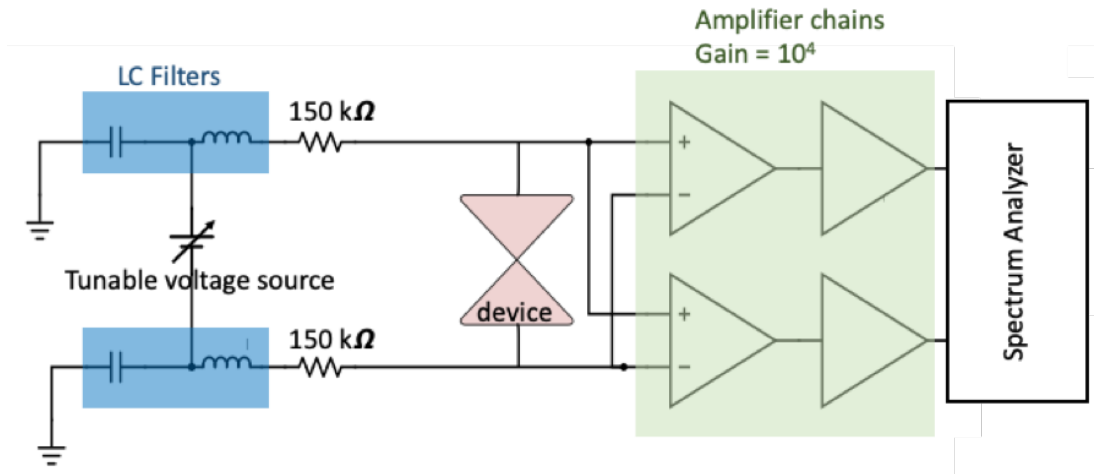 Amplifier chains
Gain = 10⁴
LC Filters
150 kΩ
+
−
Tunable voltage source
device
+
−
150 kΩ
Spectrum Analyzer